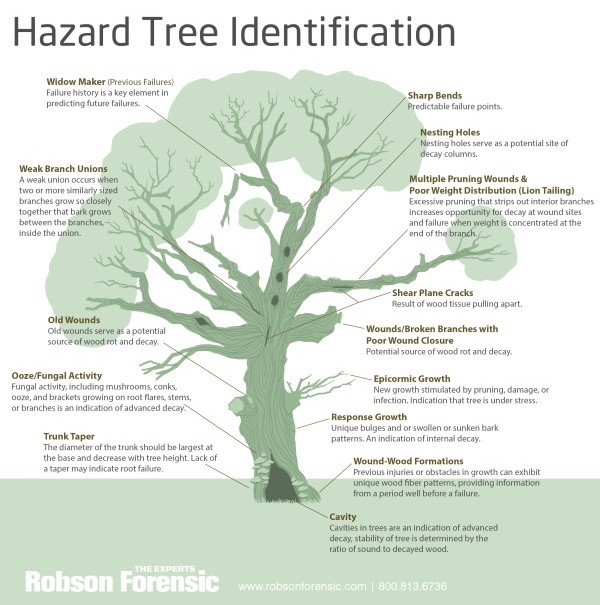 Hazard Tree Identification
Widow Maker (Previous Failures)
Failure history is a key element in
predicting future failures.
Sharp Bends
Predictable failure points.
Nesting Holes
Nesting holes serve as a potential site of
decay columns.
Weak Branch Unions
A weak union occurs when
two or more similarly sized
branches grow so closely
together that bark grows
between the branches,
inside the union.
Multiple Pruning Wounds &
Poor Weight Distribution (Lion Tailing)
Excessive pruning that strips out interior branches
increases opportunity for decay at wound sites
and failure when weight is concentrated at the
end of the branch.
Shear Plane Cracks
Result of wood tissue pulling apart.
Old Wounds
Old wounds serve as a potential
source of wood rot and decay.
Wounds/Broken Branches with
Poor Wound Closure
Potential source of wood rot and decay.
Ooze/Fungal Activity
Fungal activity, including mushrooms, conks,
ooze, and brackets growing on root flares, stems,
or branches is an indication of advanced decay.
Epicormic Growth
New growth stimulated by pruning, damage, or
infection. Indication that tree is under stress.
Response Growth
Unique bulges and or swollen or sunken bark
patterns. An indication of internal decay.
Trunk Taper
The diameter of the trunk should be largest at
the base and decrease with tree height. Lack of
a taper may indicate root failure.
Wound-Wood Formations
Previous injuries or obstacles in growth can exhibit
unique wood fiber patterns, providing information
from a period well before a failure.
Cavity
Cavities in trees are an indication of advanced
decay, stability of tree is determined by the
ratio of sound to decayed wood.
THE EXPERTS
Robson Forensic
www.robsonforensic.com | 800.813.6736